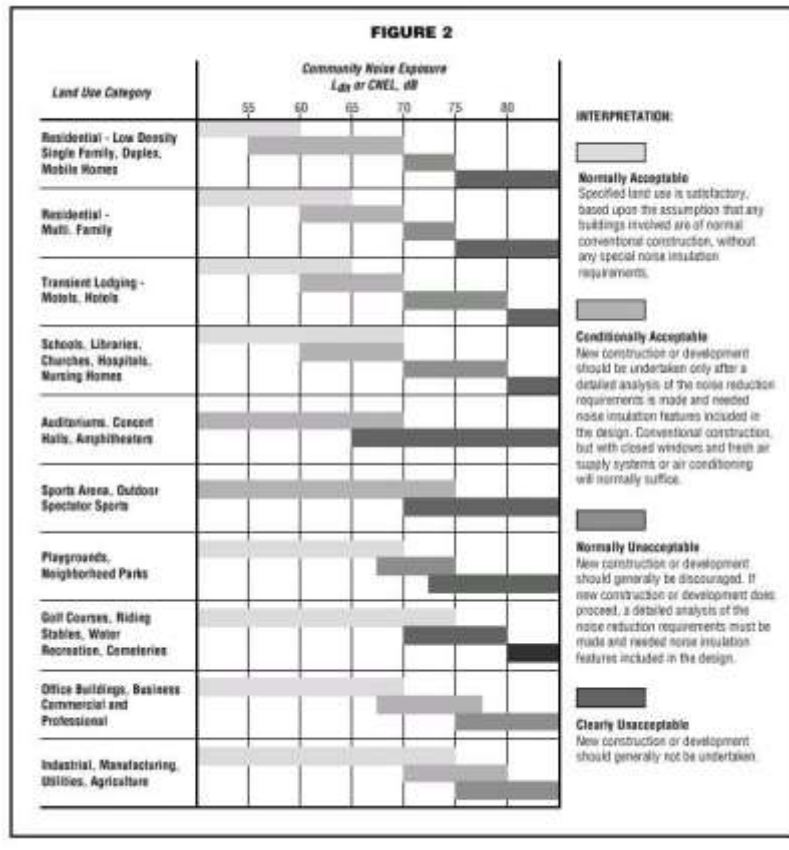 FIGURE 2
Community Noise Exposure
Ldn or CNEL, dB
Land Use Category
55 60 65 70 75 80
Residential - Low Density
Single Family, Duplex,
Mobile Homes
Residential -
Multi. Family
Transient Lodging -
Motels, Hotels
Schools, Libraries,
Churches, Hospitals,
Nursing Homes
Auditoriums, Concert
Halls, Amphitheaters
Sports Arena, Outdoor
Spectator Sports
Playgrounds,
Neighborhood Parks
Golf Courses, Riding
Stables, Water
Recreation, Cemeteries
Office Buildings, Business
Commercial and
Professional
Industrial, Manufacturing,
Utilities, Agriculture
INTERPRETATION:
Normally Acceptable
Specified land use is satisfactory,
based upon the assumption that any
buildings involved are of normal
conventional construction, without
any special noise insulation
requirements.
Conditionally Acceptable
New construction or development
should be undertaken only after a
detailed analysis of the noise reduction
requirements is made and needed
noise insulation features included in
the design. Conventional construction,
but with closed windows and fresh air
supply systems or air conditioning
will normally suffice.
Normally Unacceptable
New construction or development
should generally be discouraged. If
new construction or development does
proceed, a detailed analysis of the
noise reduction requirements must be
made and needed noise insulation
features included in the design.
Clearly Unacceptable
New construction or development
should generally not be undertaken.